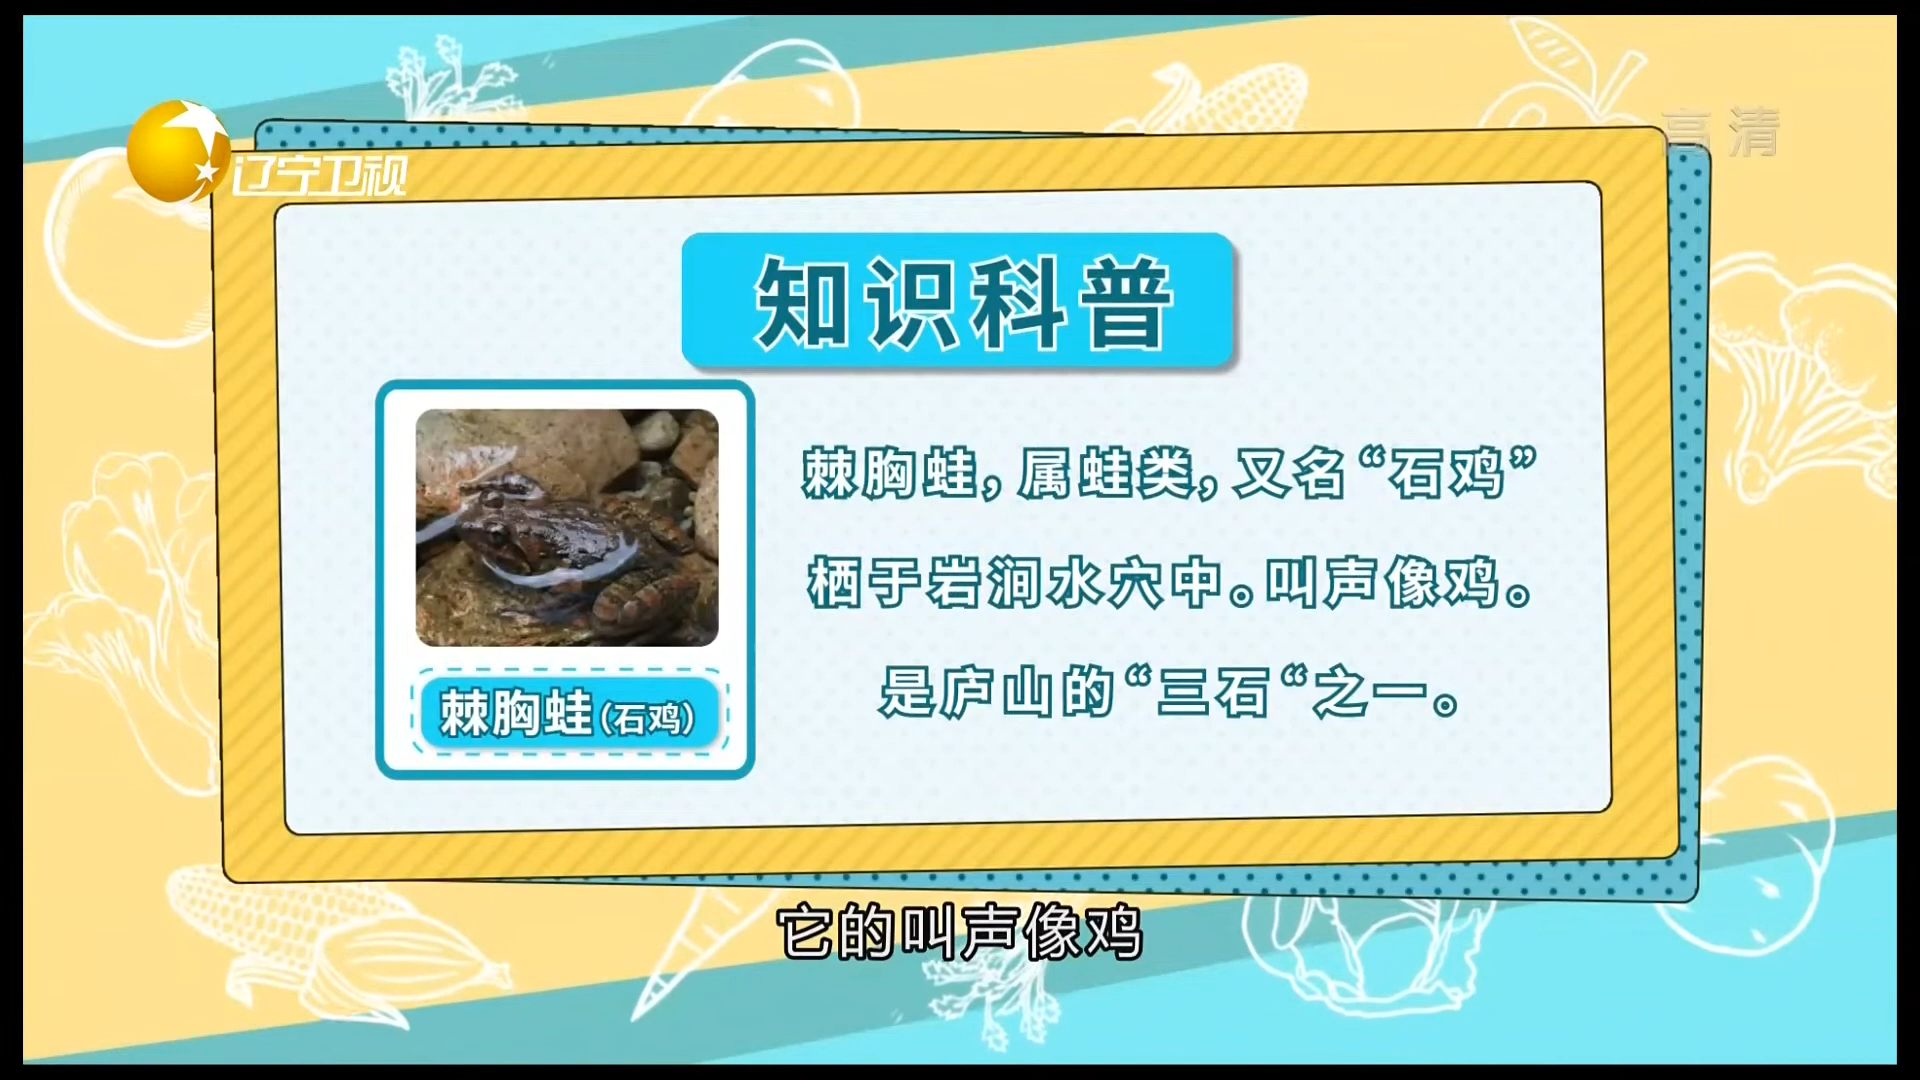 辽宁卫视
高清
知识科普
棘胸蛙，属蛙类，又名“石鸡”
栖于岩涧水穴中。叫声像鸡。
是庐山的“三石“之一。
棘胸蛙(石鸡)
它的叫声像鸡